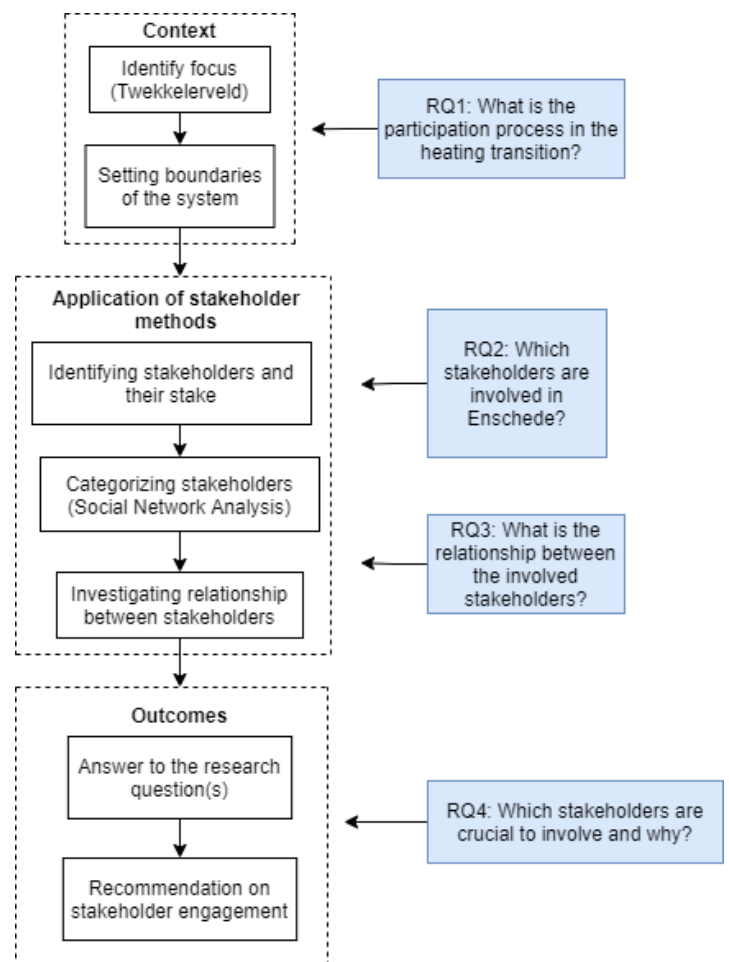 Context
Identify focus
(Twekkelerveld)
Setting boundaries
of the system
RQ1: What is the
participation process in the
heating transition?
Application of stakeholder
methods
Identifying stakeholders and
their stake
Categorizing stakeholders
(Social Network Analysis)
Investigating relationship
between stakeholders
RQ2: Which
stakeholders are
involved in
Enschede?
RQ3: What is the
relationship between
the involved
stakeholders?
Outcomes
Answer to the research
question(s)
Recommendation on
stakeholder engagement
RQ4: Which stakeholders are
crucial to involve and why?